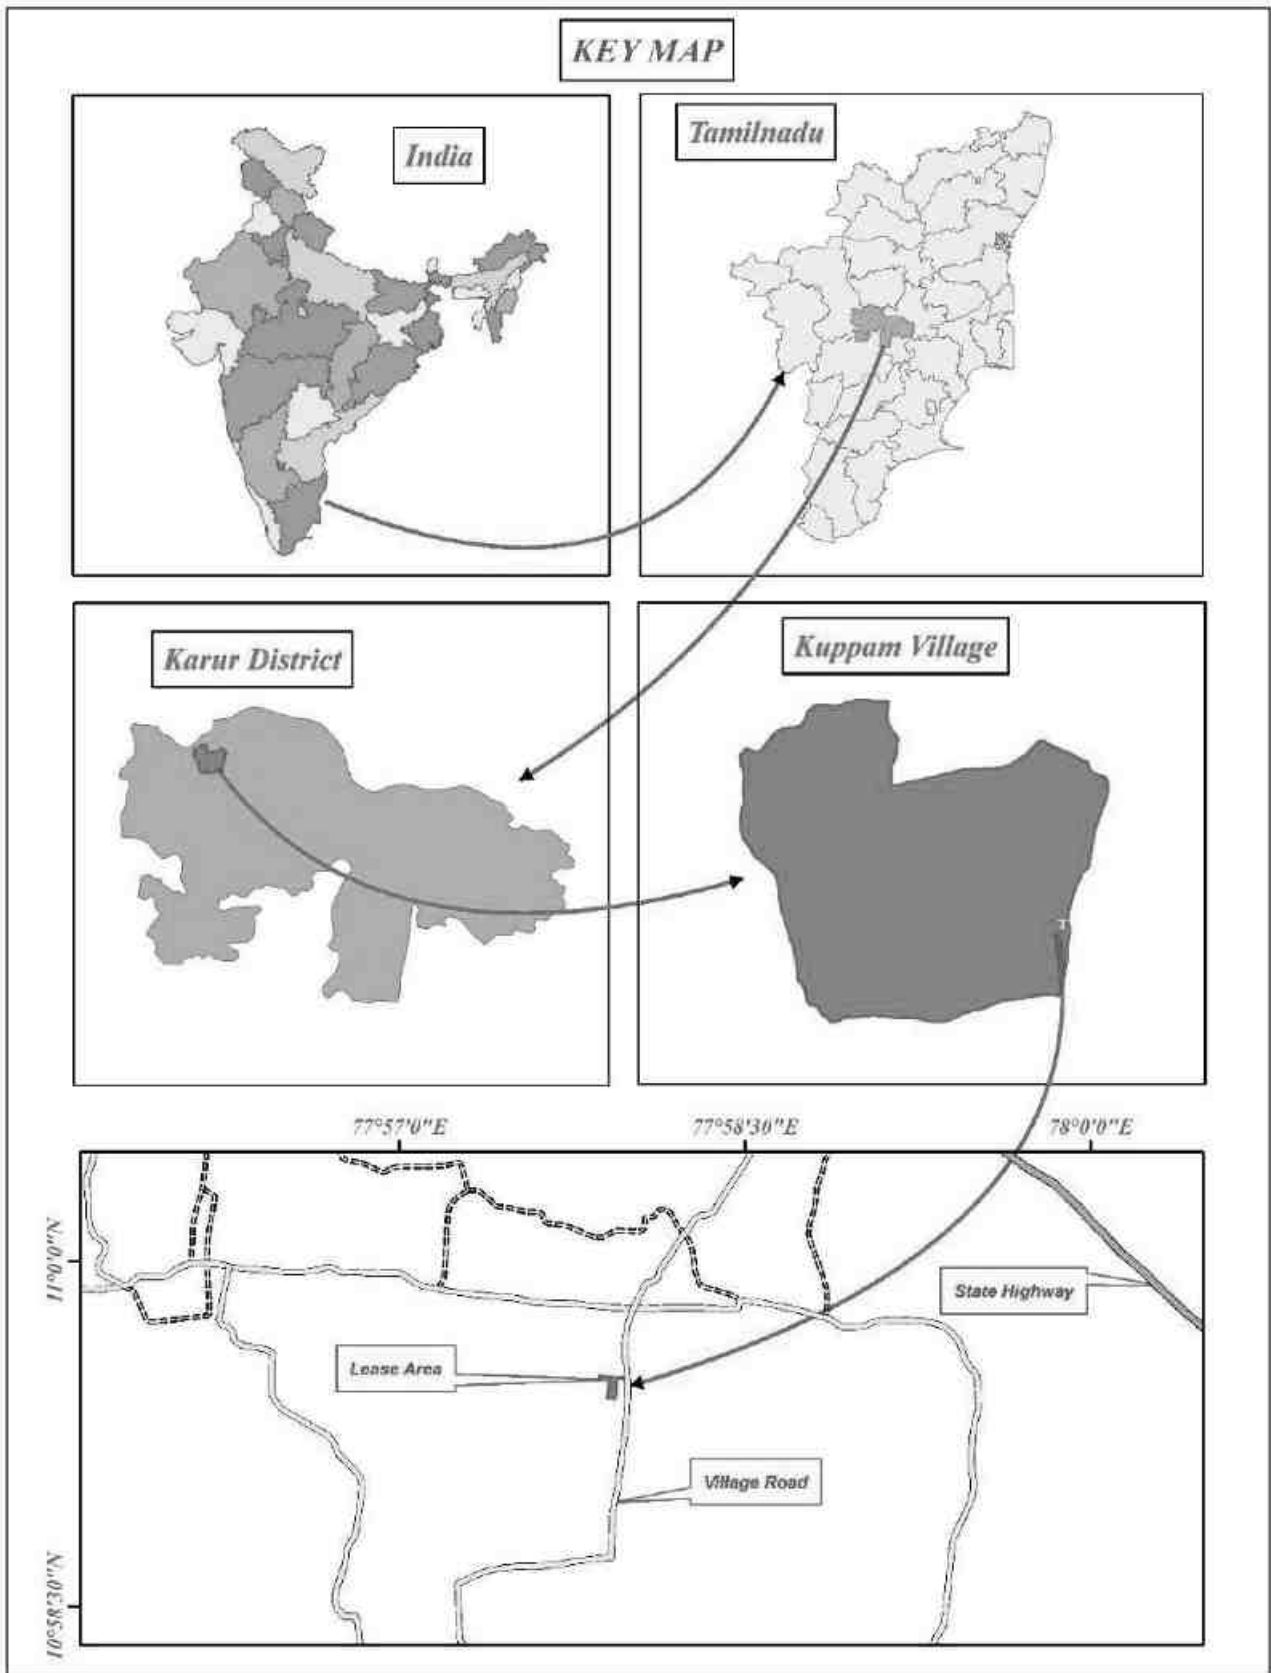 KEY MAP
India
Tamilnadu
Karur District
Kuppam Village
77°57'0"E
77°58'30"E
78°0'0"E
11°0'0"N
State Highway
Lease Area
Village Road
10°58'30"N